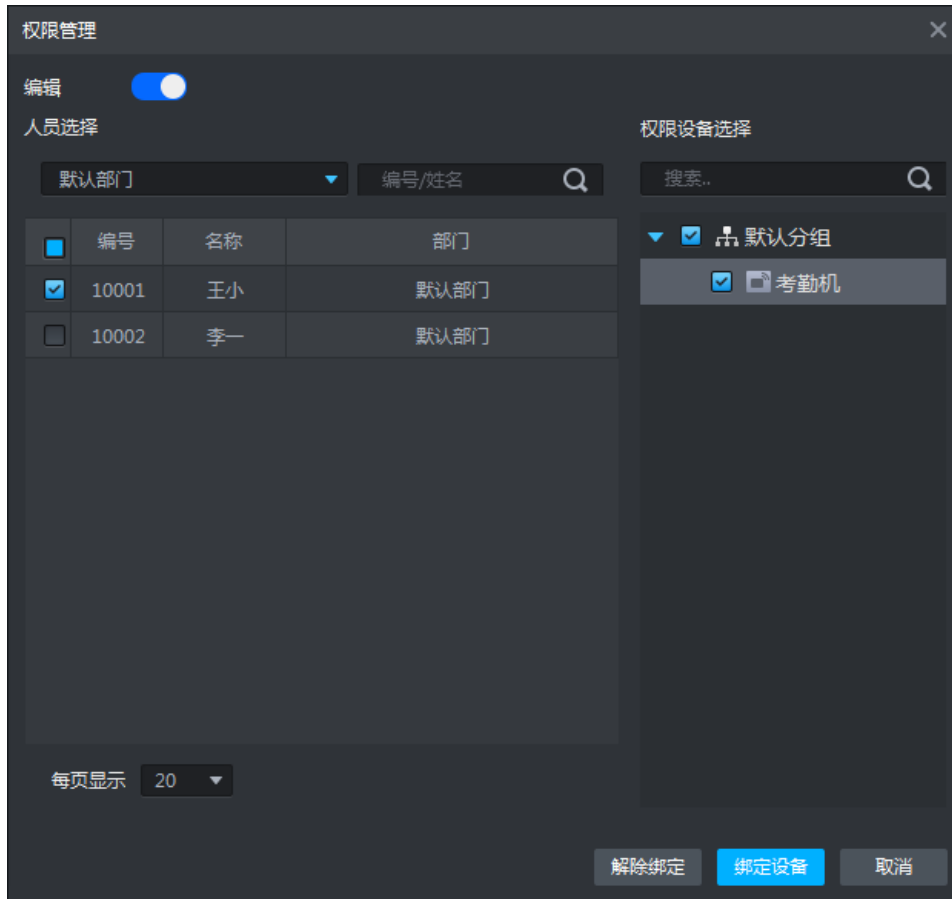 权限管理
编辑
人员选择
权限设备选择
默认部门 编号/姓名
搜索..
编号 名称 部门
10001 王小 默认部门
10002 李一 默认部门
默认分组
考勤机
每页显示 20
解除绑定 绑定设备 取消